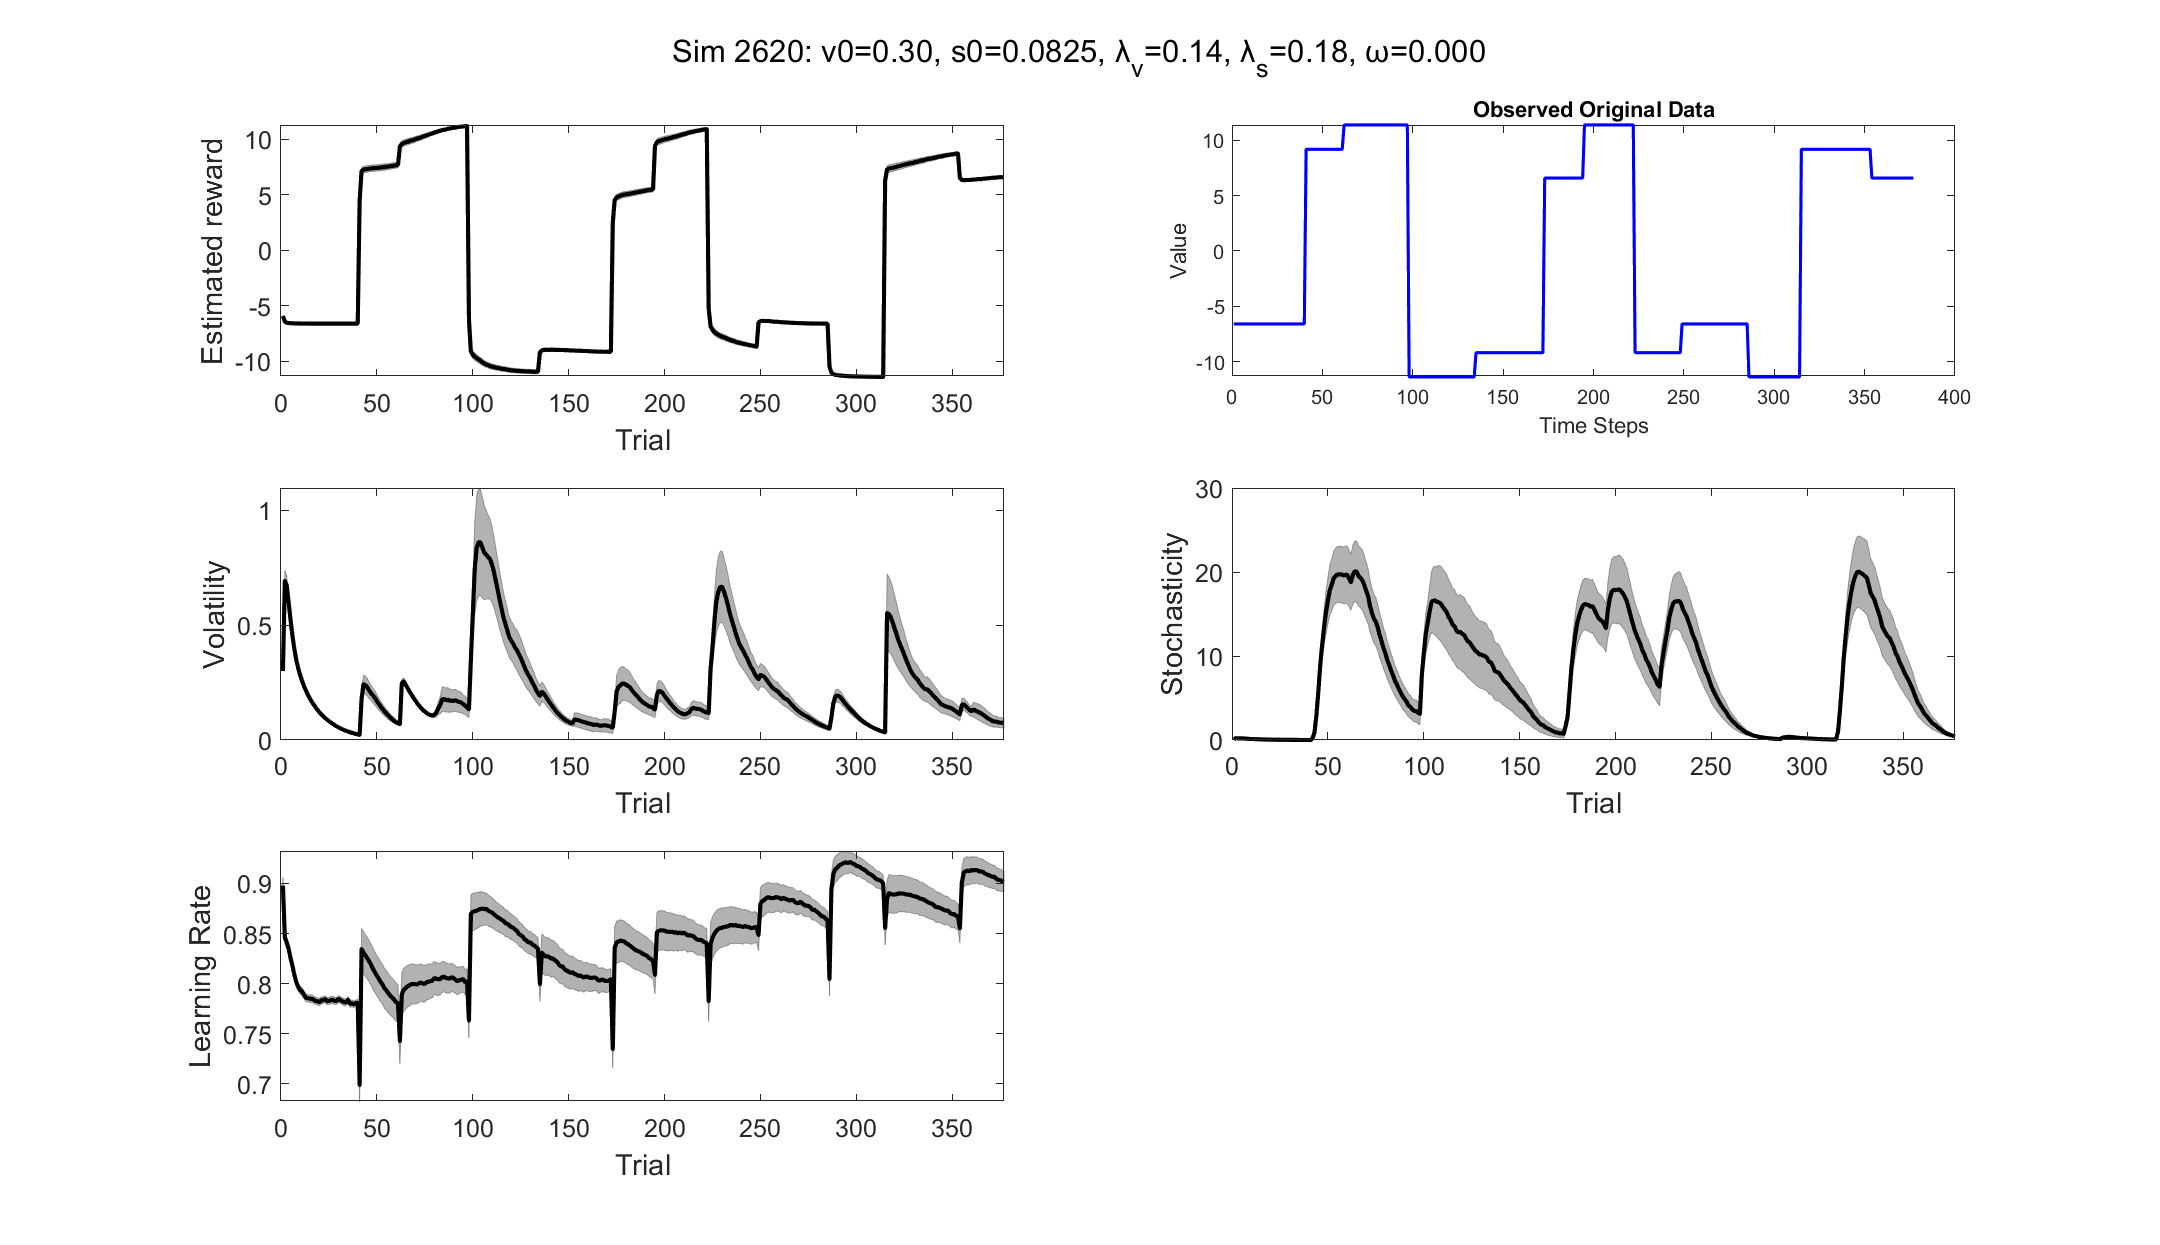 Sim 2620: v0=0.30, s0=0.0825, λ_v=0.14, λ_s=0.18, ω=0.000
Estimated reward
10
5
0
-5
-10
0 50 100 150 200 250 300 350
Trial
Observed Original Data
Value
10
5
0
-5
-10
0 50 100 150 200 250 300 350 400
Time Steps
Volatility
1
0.5
0
0 50 100 150 200 250 300 350
Trial
Stochasticity
30
20
10
0
0 50 100 150 200 250 300 350
Trial
Learning Rate
0.9
0.85
0.8
0.75
0.7
0 50 100 150 200 250 300 350
Trial